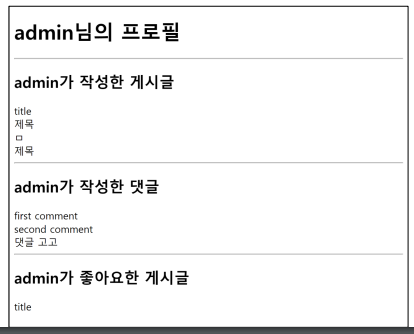 admin님의 프로필
admin가 작성한 게시글
title
제목
ㅁ
제목
admin가 작성한 댓글
first comment
second comment
댓글 고고
admin가 좋아요한 게시글
title